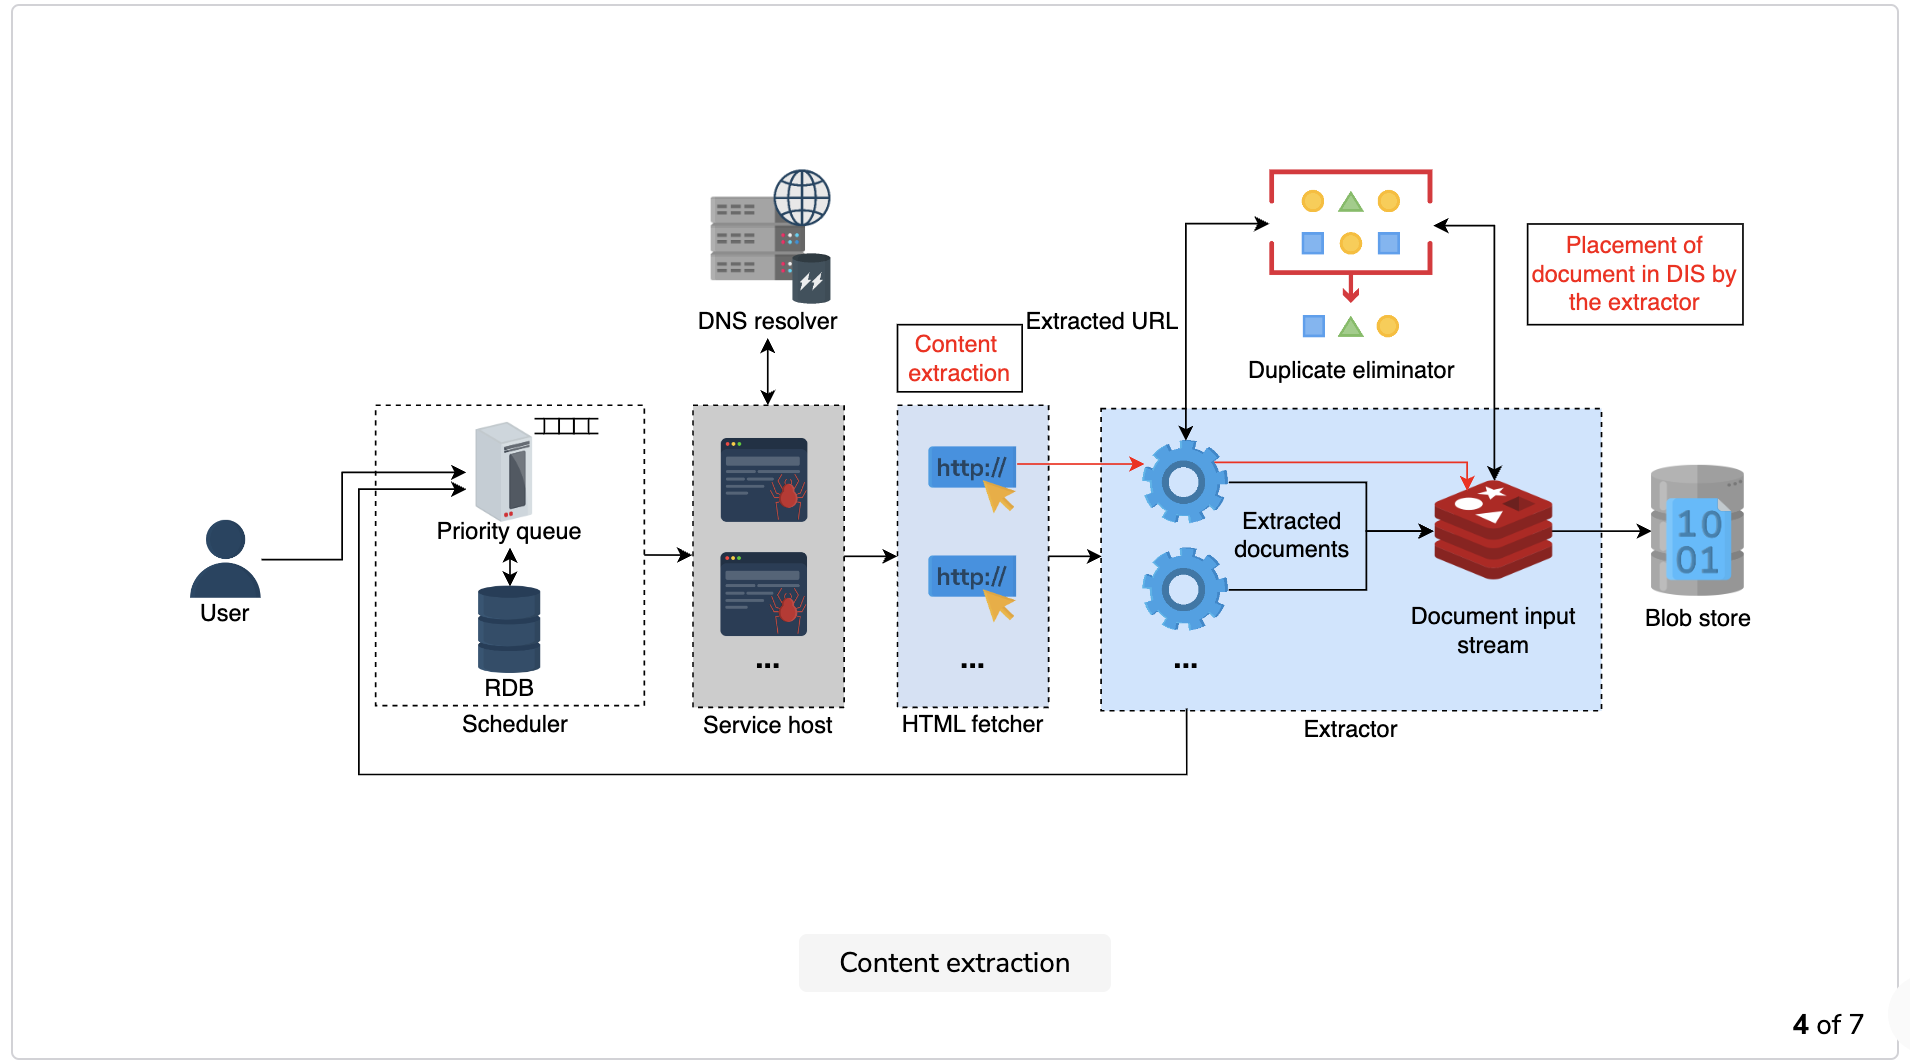 DNS resolver
Content
extraction
Extracted URL
Duplicate eliminator
Placement of
document in DIS by
the extractor
User
Priority queue
RDB
Scheduler
...
Service host
http://
http://
...
HTML fetcher
Extracted
documents
...
Document input
stream
Extractor
10
01
Blob store
Content extraction
4 of 7